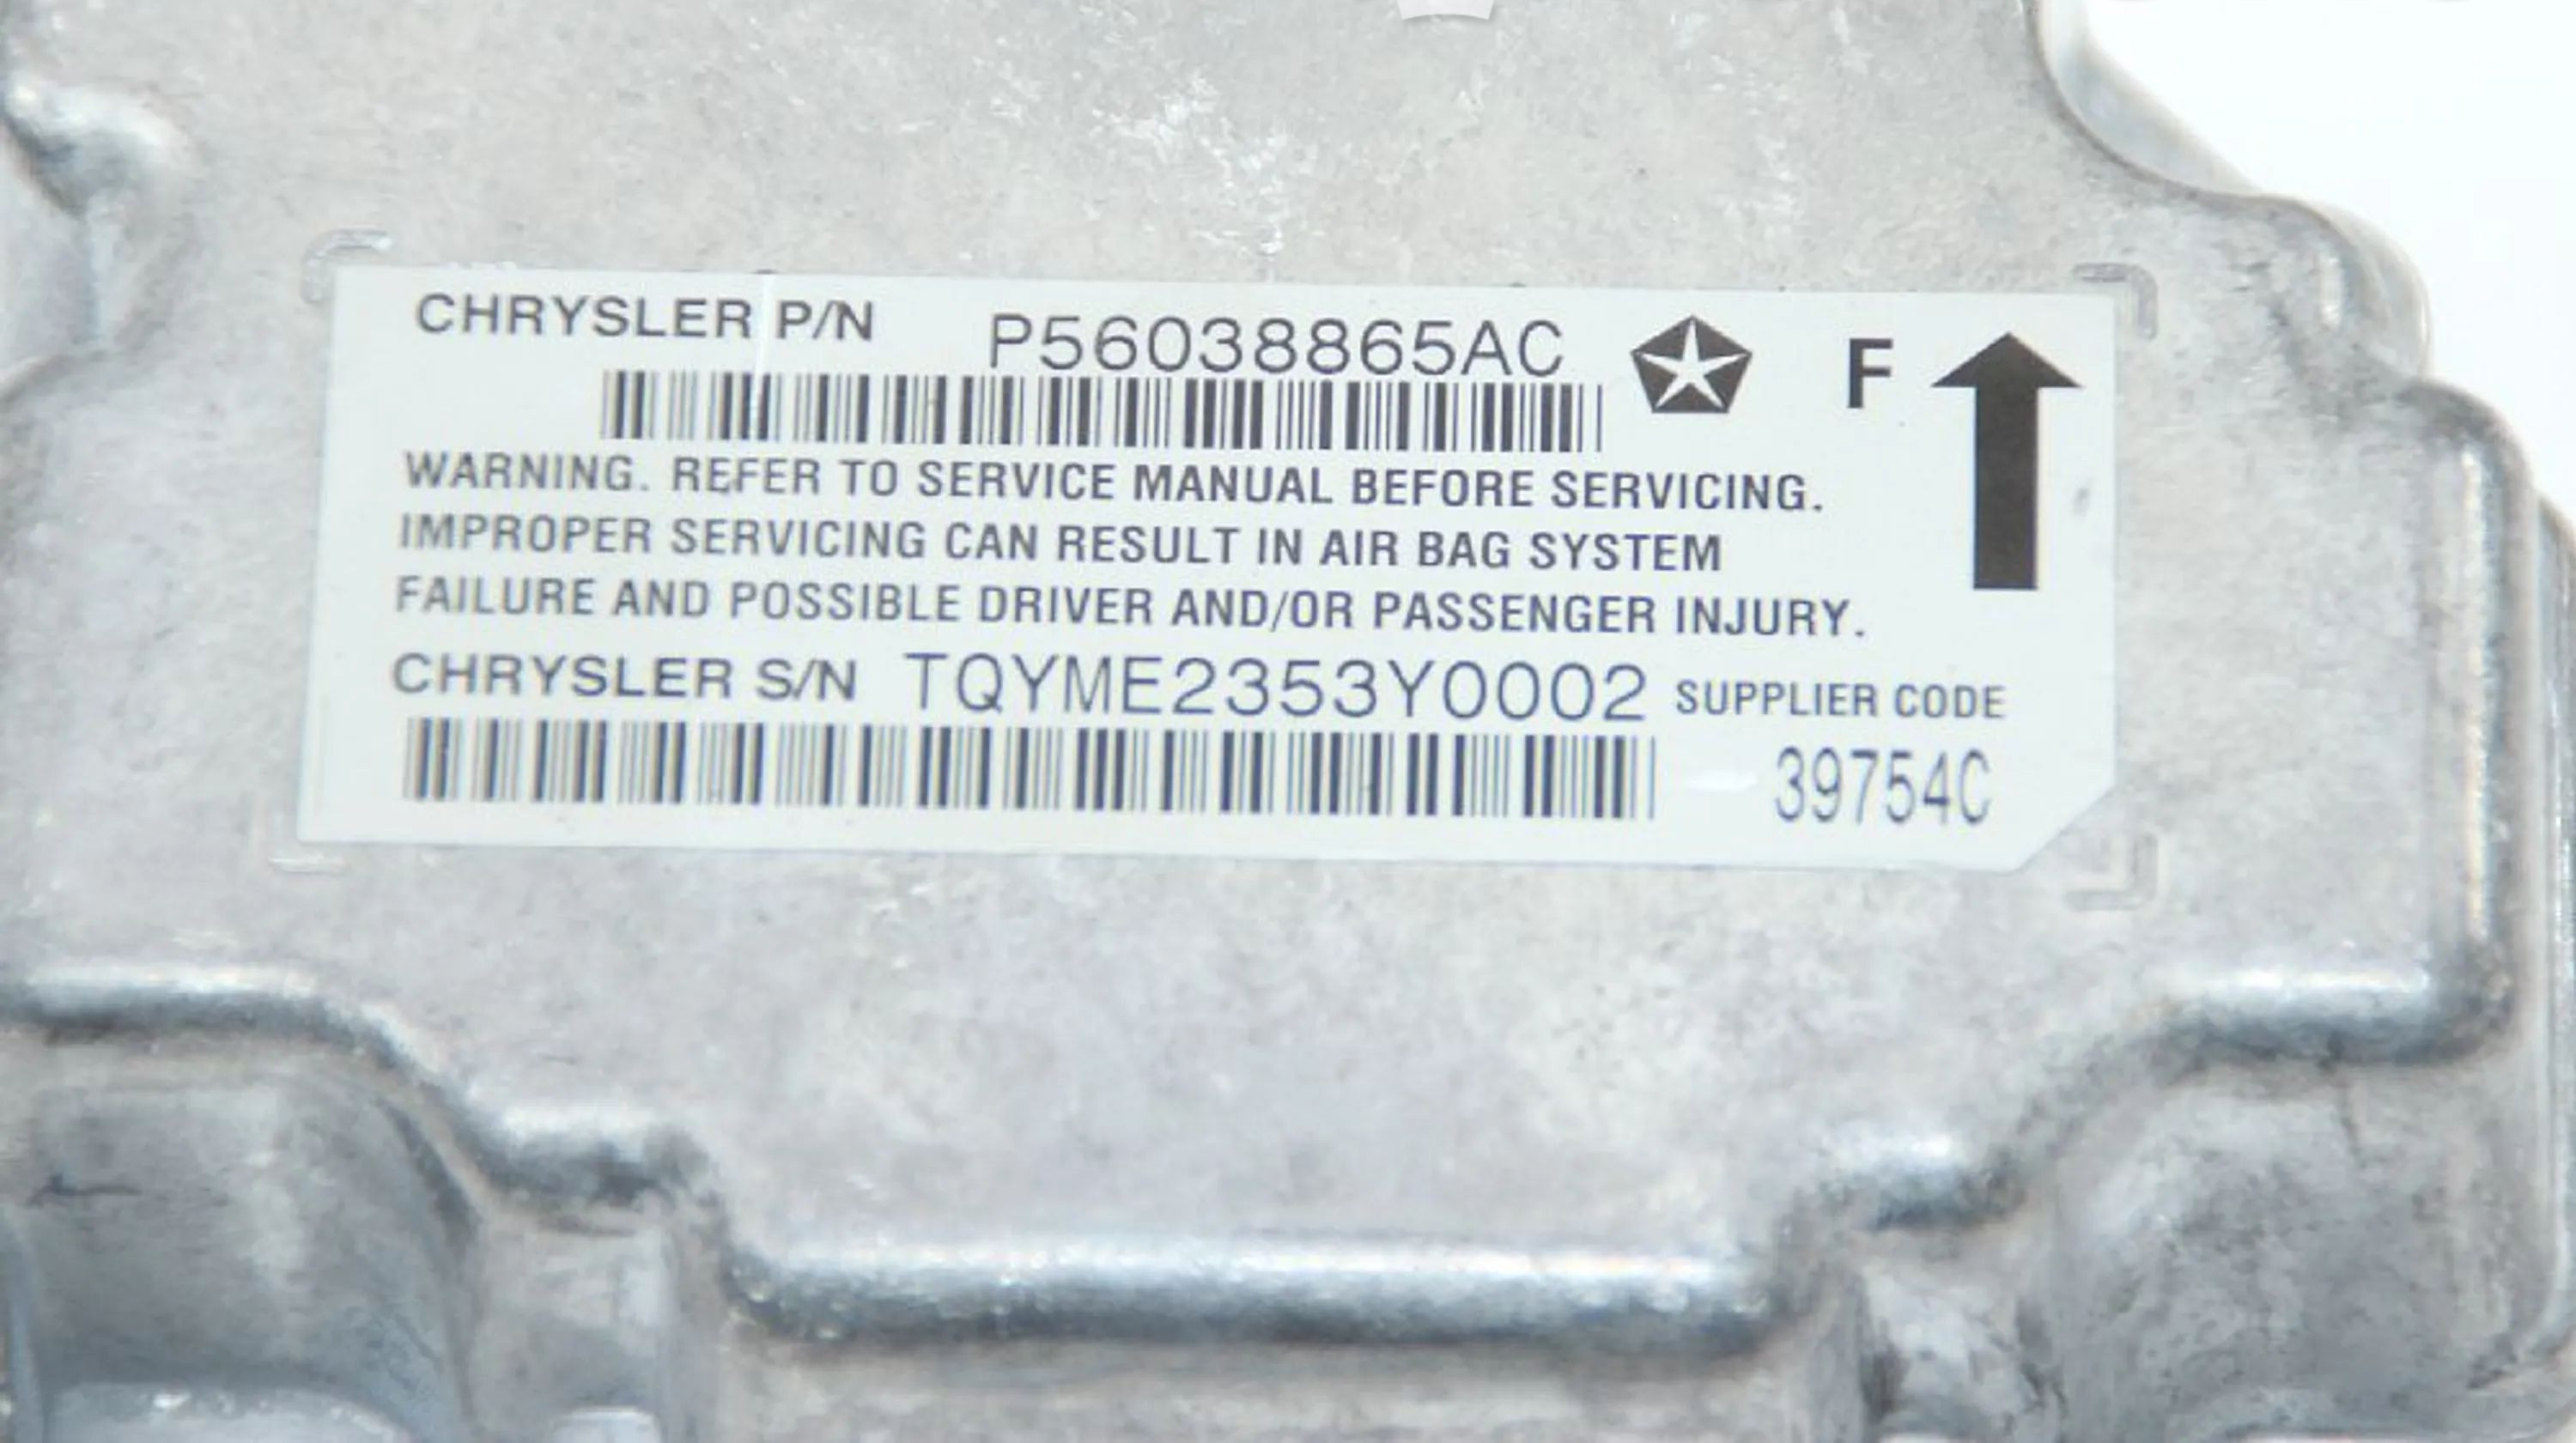 CHRYSLER P/N P56038865AC F
WARNING. REFER TO SERVICE MANUAL BEFORE SERVICING.
IMPROPER SERVICING CAN RESULT IN AIR BAG SYSTEM
FAILURE AND POSSIBLE DRIVER AND/OR PASSENGER INJURY.
CHRYSLER S/N TQYME2353Y0002 SUPPLIER CODE
39754C